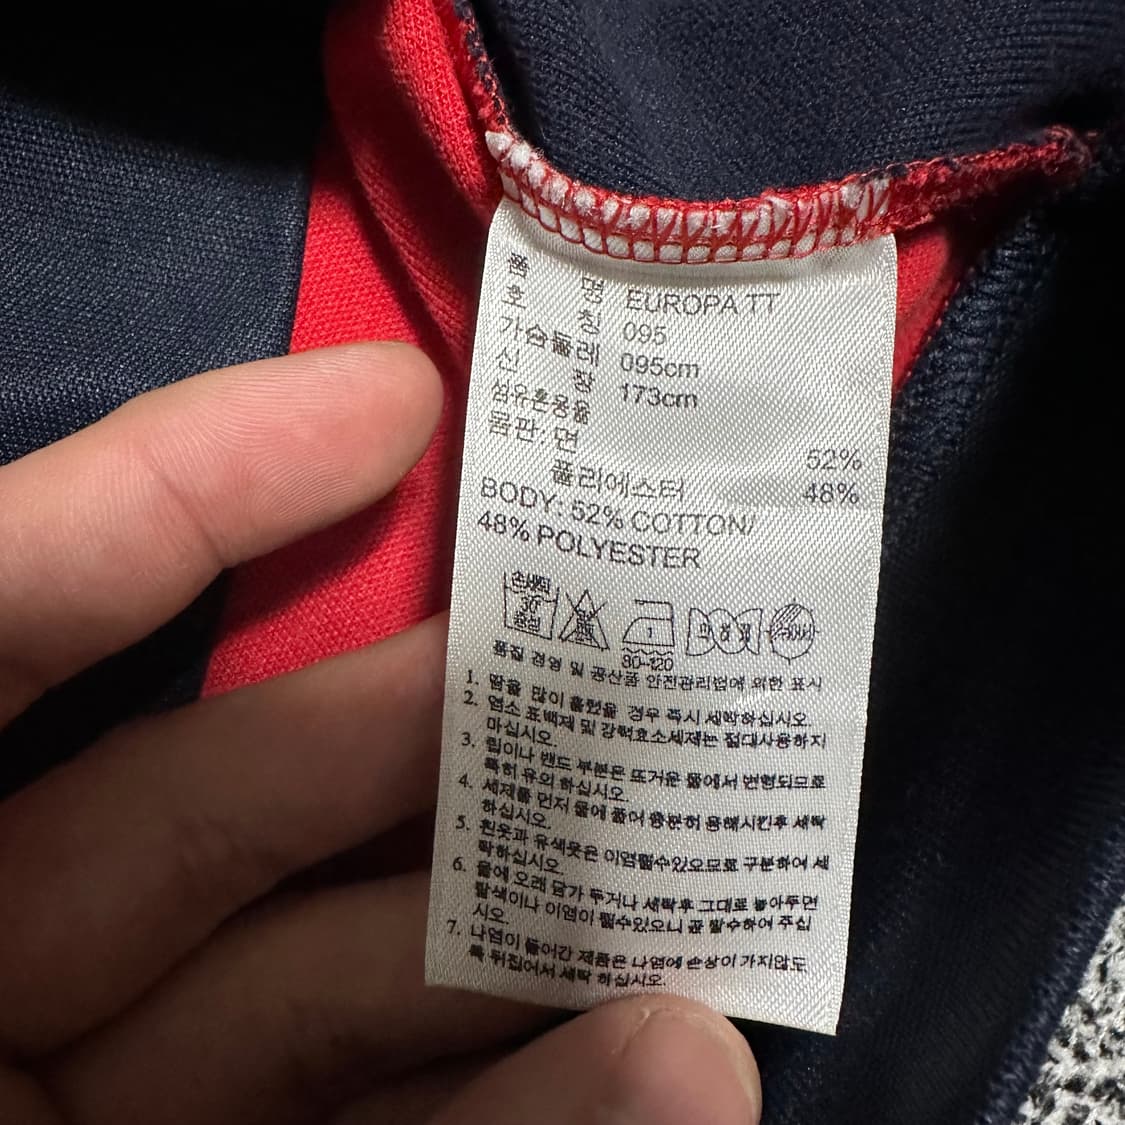 품 명 EUROPA TT
호 칭 095
가슴둘레 095cm
신 장 173cm
섬유혼용율
몸판: 면 52%
폴리에스터 48%
BODY: 52% COTTON/
48% POLYESTER
손세탁
30
중성
80-120
품질 경영 및 공산품 안전관리법에 의한 표시
1. 땀을 많이 흘렸을 경우 즉시 세탁하십시오.
2. 염소 표백제 및 강력효소세제는 절대사용하지
마십시오.
3. 립이나 밴드 부분은 뜨거운 물에서 변형되므로
특히 유의 하십시오.
4. 세제를 먼저 물에 풀어 충분히 용해시킨후 세탁
하십시오.
5. 흰옷과 유색옷은 이염될수있으므로 구분하여 세
탁하십시오.
6. 물에 오래 담가 두거나 세탁후 그대로 놓아두면
탈색이나 이염이 될수있으니 꼭 탈수하여 주십
시오.
7. 나염이 들어간 제품은 나염에 손상이 가지않도
록 뒤집어서 세탁 하십시오.